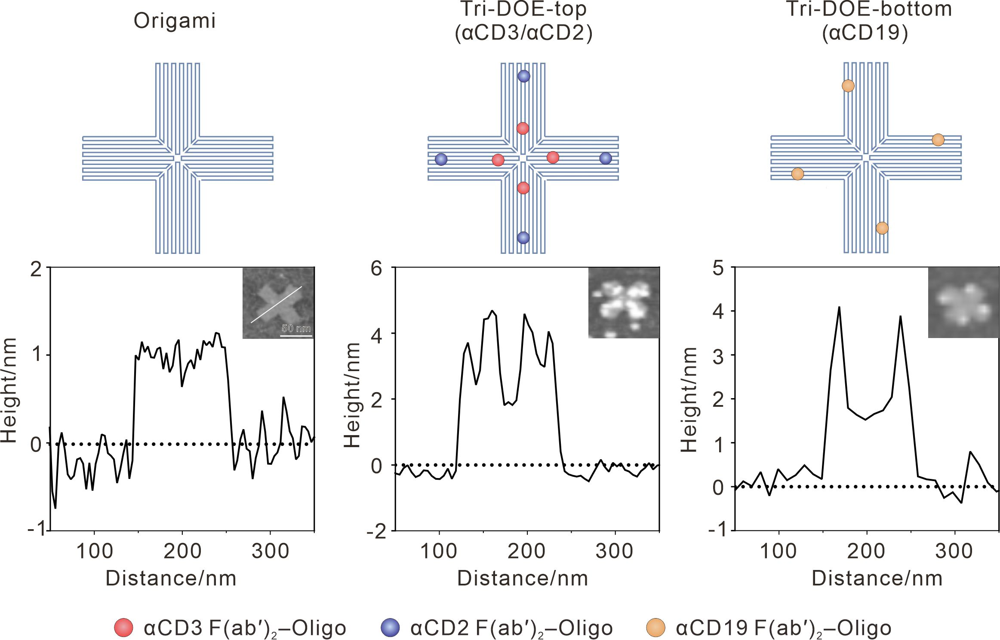 Origami
Tri-DOE-top
(αCD3/αCD2)
Tri-DOE-bottom
(αCD19)
2
1
0
-1
Height/nm
50 nm
100 200 300
Distance/nm
6
4
2
0
-2
Height/nm
100 200 300
Distance/nm
5
4
3
2
1
0
-1
Height/nm
100 200 300
Distance/nm
αCD3 F(ab′)₂–Oligo
αCD2 F(ab′)₂–Oligo
αCD19 F(ab′)₂–Oligo